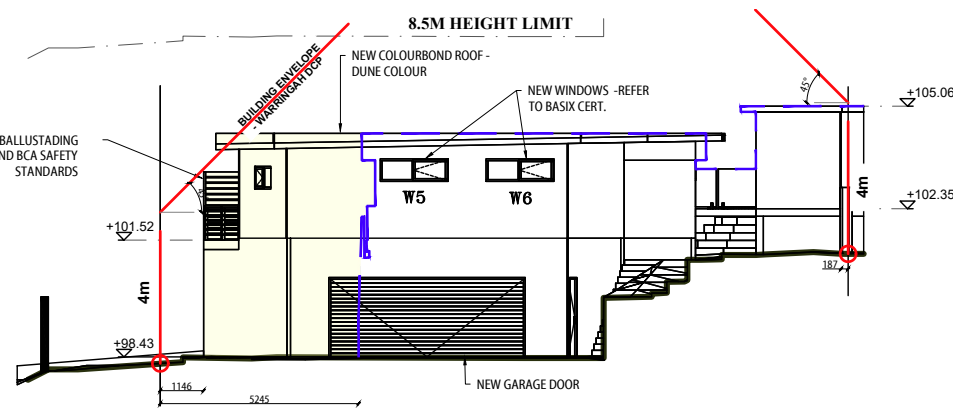 8.5M HEIGHT LIMIT
NEW COLOURBOND ROOF -
DUNE COLOUR
BUILDING ENVELOPE
- WARRINGAH DCP
NEW WINDOWS -REFER
TO BASIX CERT.
45°
+105.06
BALLUSTADING
ND BCA SAFETY
STANDARDS
W5
W6
4m
+102.35
+101.52
187
4m
+98.43
1146
NEW GARAGE DOOR
5245